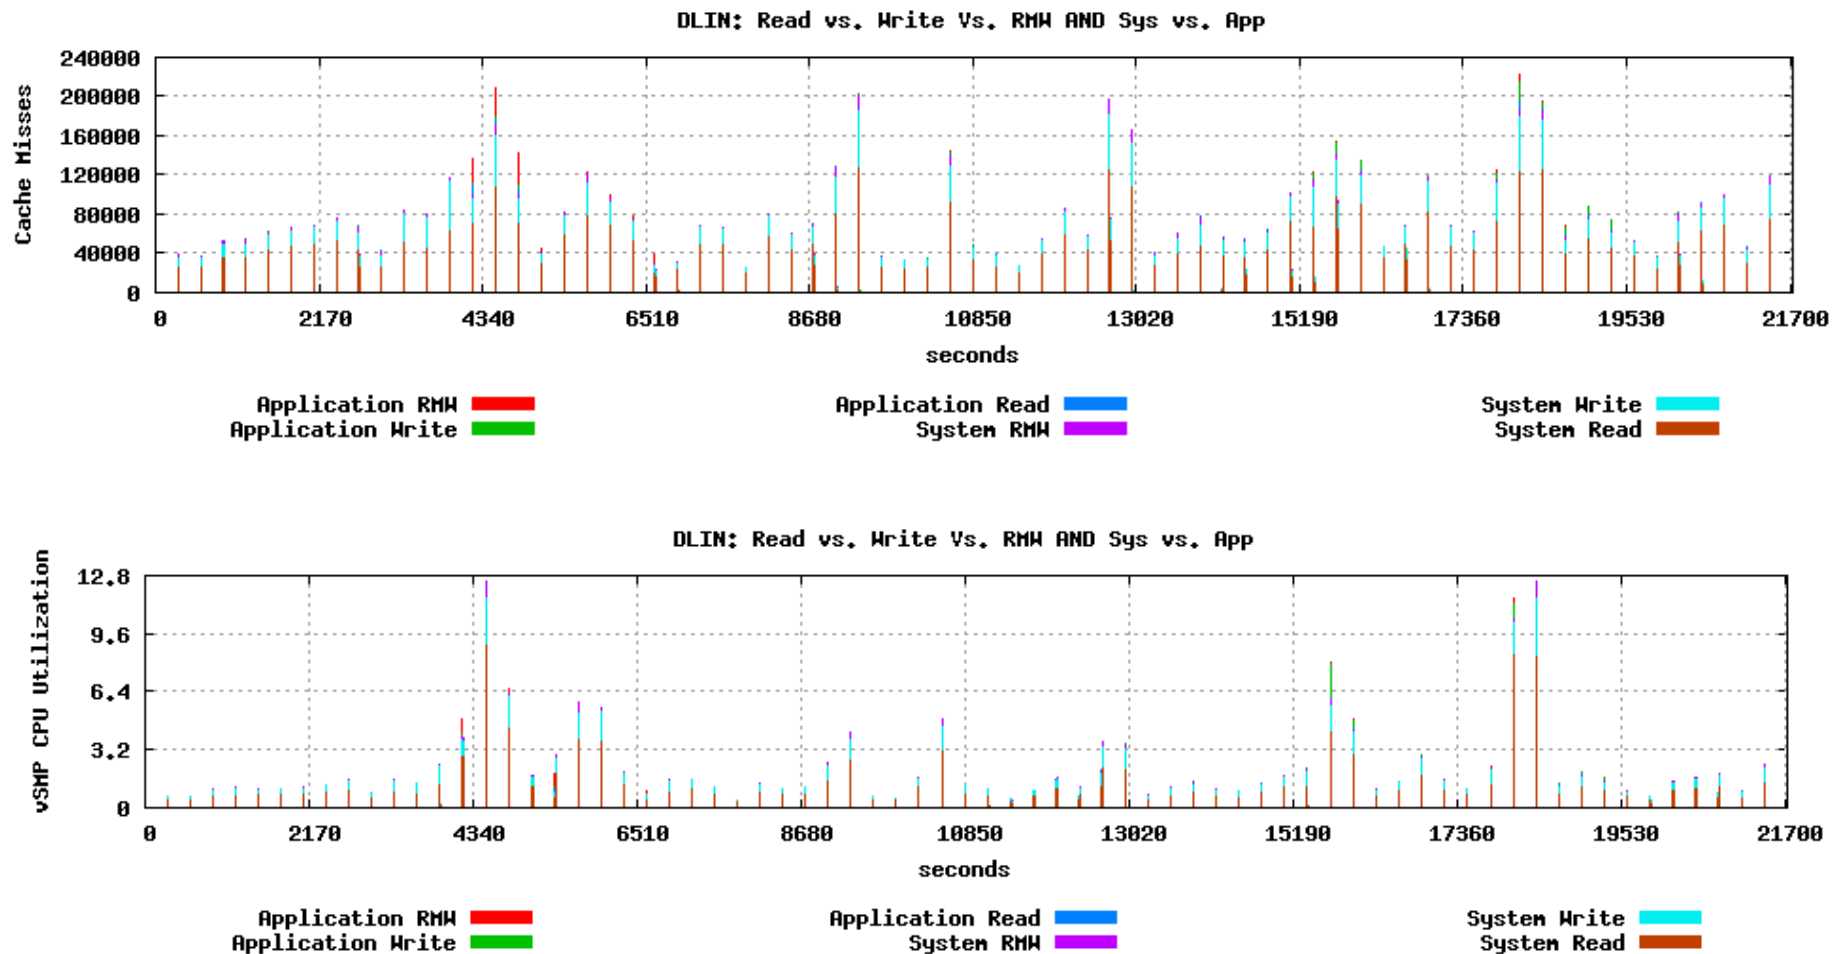 DLIN: Read vs. Write Vs. RMW AND Sys vs. App
240000
200000
160000
120000
80000
40000
0
Cache Misses
0 2170 4340 6510 8680 10850 13020 15190 17360 19530 21700
seconds
Application RMW Application Read System Write
Application Write System RMW System Read
DLIN: Read vs. Write Vs. RMW AND Sys vs. App
12.8
9.6
6.4
3.2
0
vSMP CPU Utilization
0 2170 4340 6510 8680 10850 13020 15190 17360 19530 21700
seconds
Application RMW Application Read System Write
Application Write System RMW System Read